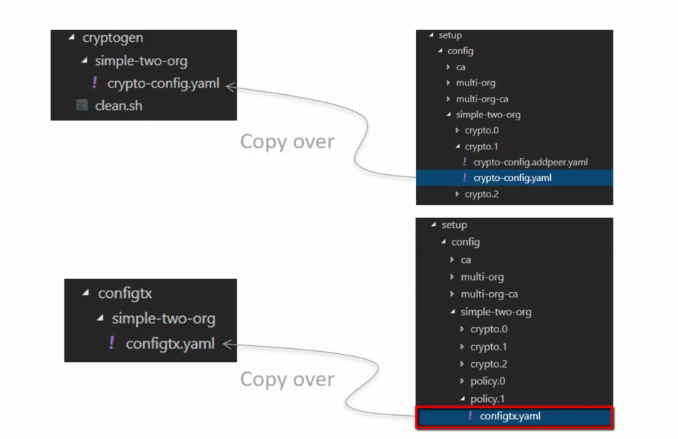 cryptogen
simple-two-org
! crypto-config.yaml
clean.sh
Copy over
setup
config
ca
multi-org
multi-org-ca
simple-two-org
crypto.0
crypto.1
! crypto-config.addpeer.yaml
! crypto-config.yaml
crypto.2
configtx
simple-two-org
! configtx.yaml
Copy over
setup
config
ca
multi-org
multi-org-ca
simple-two-org
crypto.0
crypto.1
crypto.2
policy.0
policy.1
! configtx.yaml